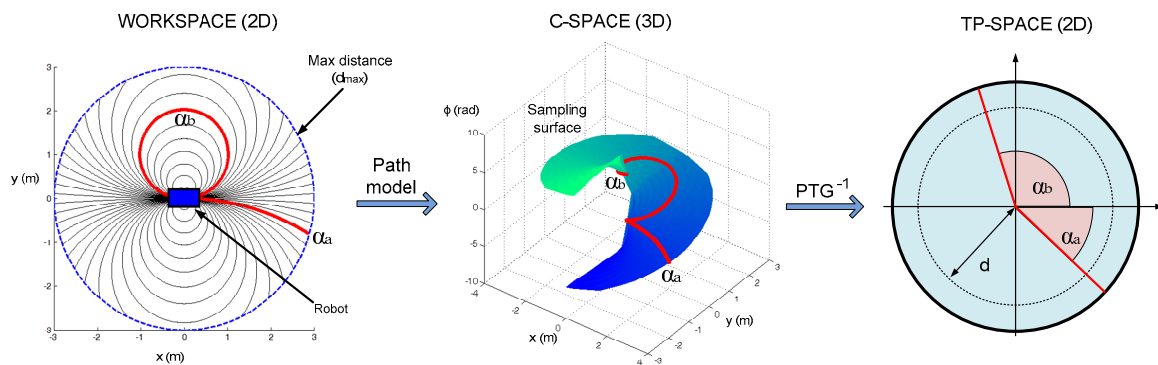 WORKSPACE (2D)
Max distance
(dmax)
αb
y (m)
3
2
1
0
-1
-2
-3
-3
-2
-1
0
1
2
3
x (m)
αa
Robot
Path
model
C-SPACE (3D)
ϕ (rad)
Sampling
surface
10
5
0
-5
-10
αb
αa
-4
-2
0
2
4
x (m)
-3
-2
-1
0
1
2
3
y (m)
PTG⁻¹
TP-SPACE (2D)
αb
αa
d